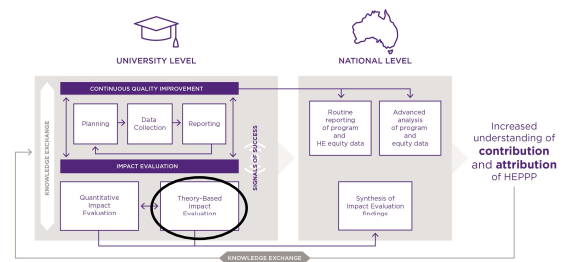 UNIVERSITY LEVEL
NATIONAL LEVEL
KNOWLEDGE EXCHANGE
CONTINUOUS QUALITY IMPROVEMENT
Planning
Data
Collection
Reporting
IMPACT EVALUATION
Quantitative
Impact
Evaluation
Theory-Based
Impact
Evaluation
SIGNALS OF SUCCESS
Routine
reporting
of program
and
HE equity data
Advanced
analysis
of program
and
equity data
Synthesis of
Impact Evaluation
findings
Increased
understanding of
contribution
and attribution
of HEPPP
KNOWLEDGE EXCHANGE